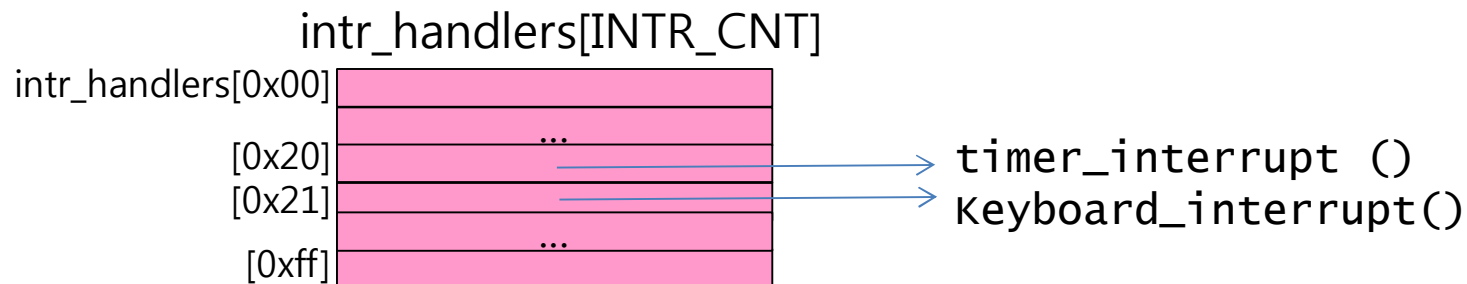 intr_handlers[INTR_CNT]
intr_handlers[0x00]
...
[0x20]
timer_interrupt ()
[0x21]
Keyboard_interrupt()
...
[0xff]